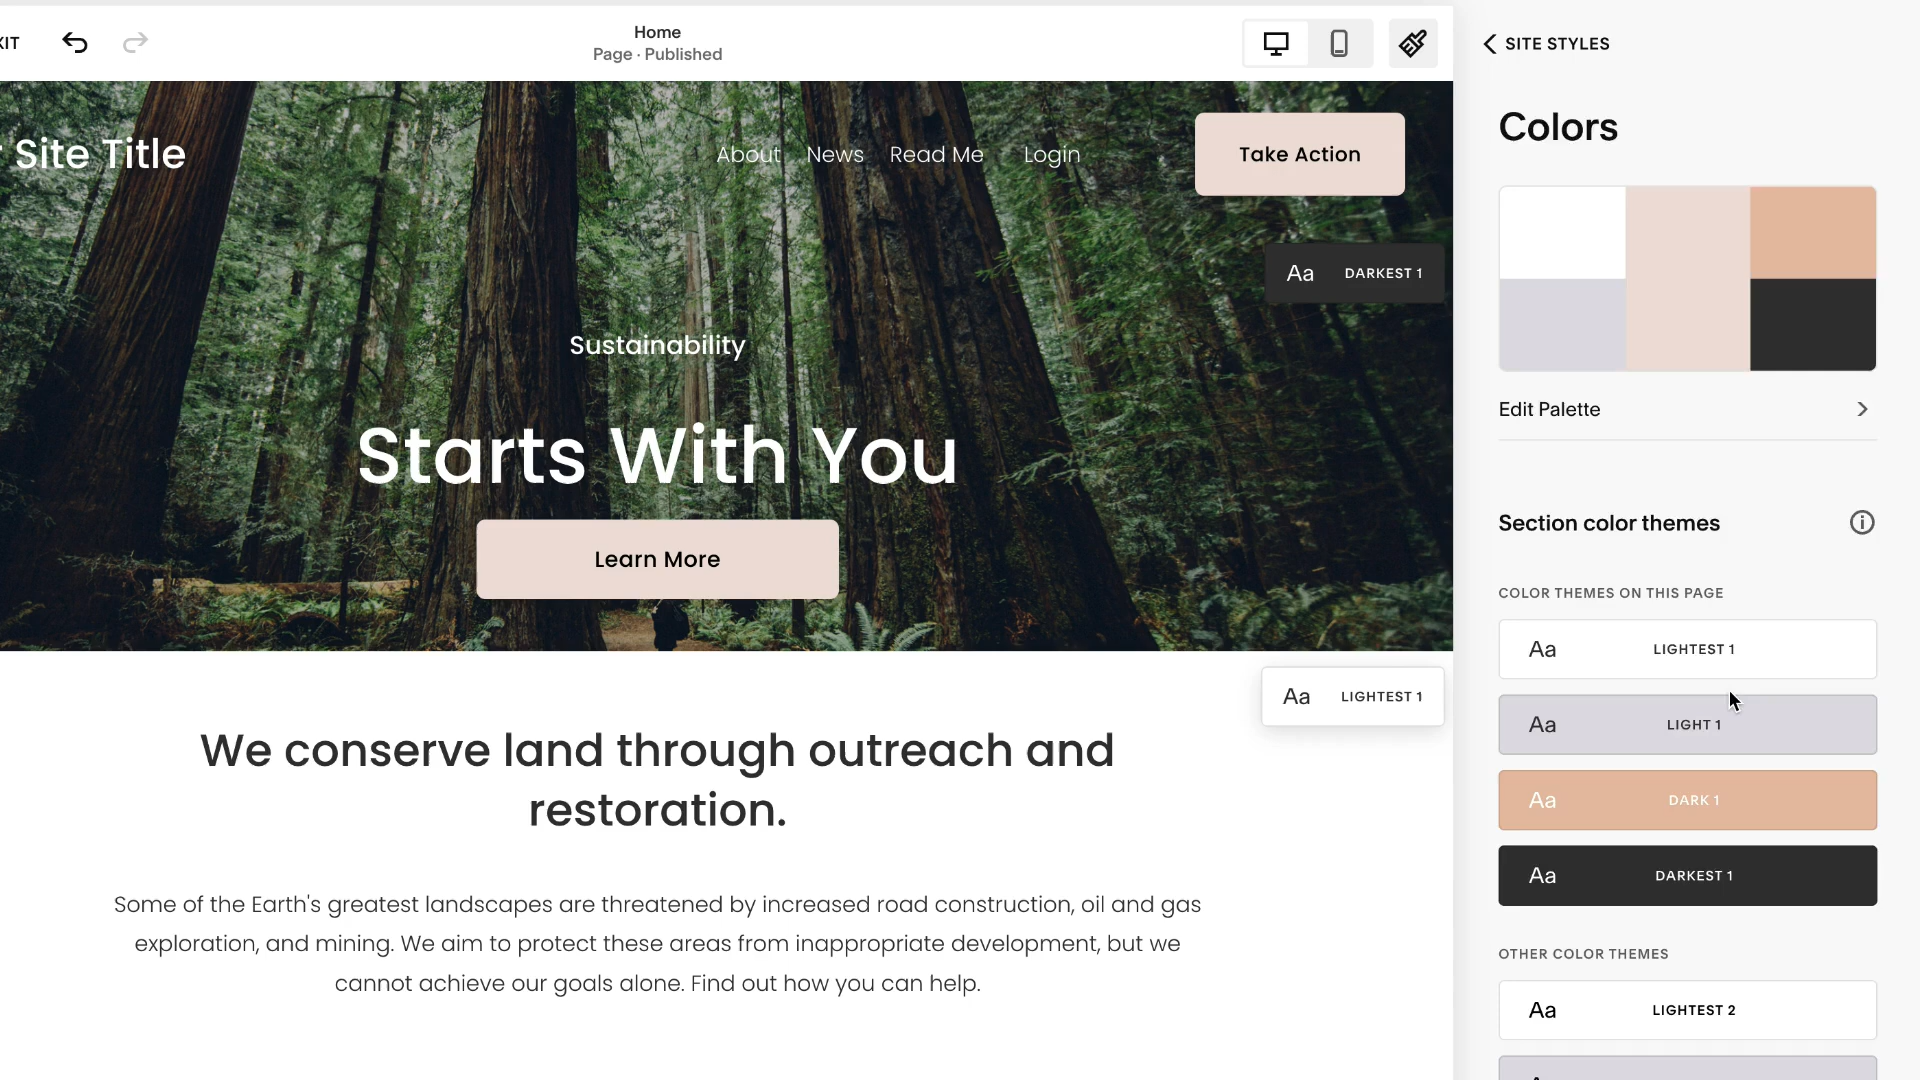 XIT
Home
Page · Published
SITE STYLES
Site Title
About News Read Me Login
Take Action
Colors
Aa DARKEST 1
Sustainability
Starts With You
Learn More
Edit Palette
Section color themes
COLOR THEMES ON THIS PAGE
Aa LIGHTEST 1
Aa LIGHT 1
Aa DARK 1
Aa DARKEST 1
OTHER COLOR THEMES
Aa LIGHTEST 2
Aa LIGHTEST 1
We conserve land through outreach and
restoration.
Some of the Earth's greatest landscapes are threatened by increased road construction, oil and gas
exploration, and mining. We aim to protect these areas from inappropriate development, but we
cannot achieve our goals alone. Find out how you can help.